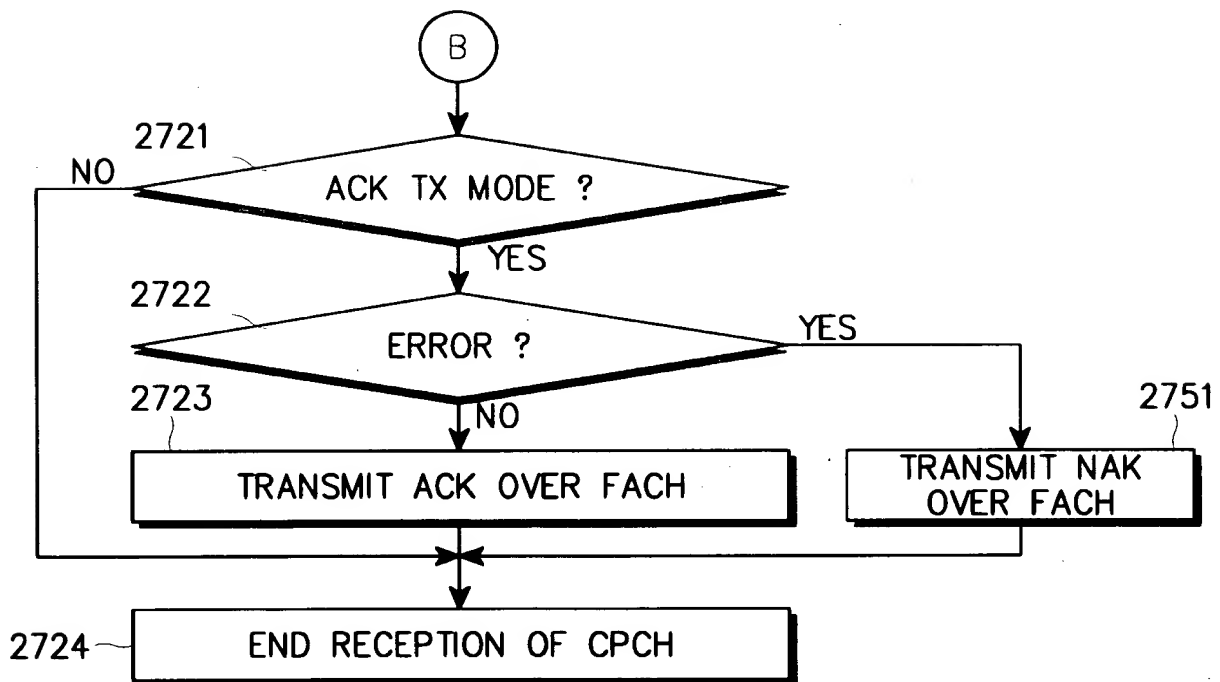 B
2721
NO
ACK TX MODE ?
YES
2722
ERROR ?
YES
2723
NO
2751
TRANSMIT ACK OVER FACH
TRANSMIT NAK
OVER FACH
2724
END RECEPTION OF CPCH